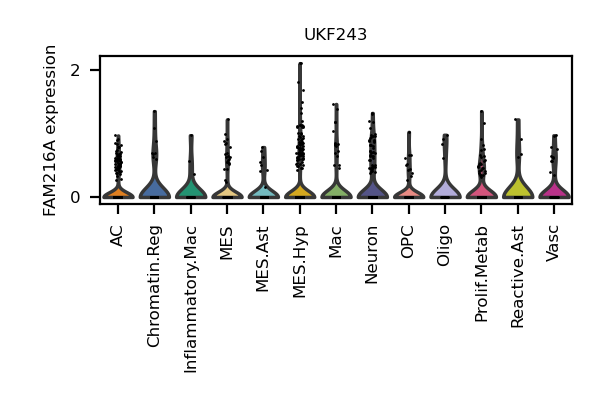 UKF243
FAM216A expression
2
0
AC
Chromatin.Reg
Inflammatory.Mac
MES
MES.Ast
MES.Hyp
Mac
Neuron
OPC
Oligo
Prolif.Metab
Reactive.Ast
Vasc